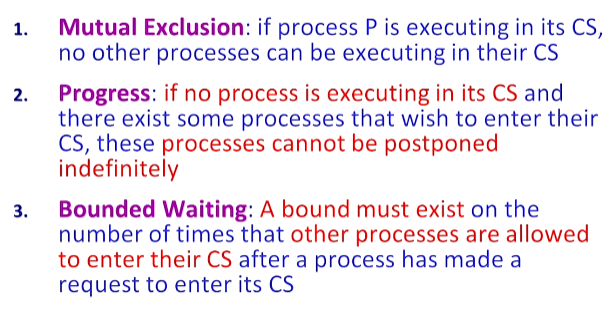 1. Mutual Exclusion: if process P is executing in its CS,
no other processes can be executing in their CS
2. Progress: if no process is executing in its CS and
there exist some processes that wish to enter their
CS, these processes cannot be postponed
indefinitely
3. Bounded Waiting: A bound must exist on the
number of times that other processes are allowed
to enter their CS after a process has made a
request to enter its CS